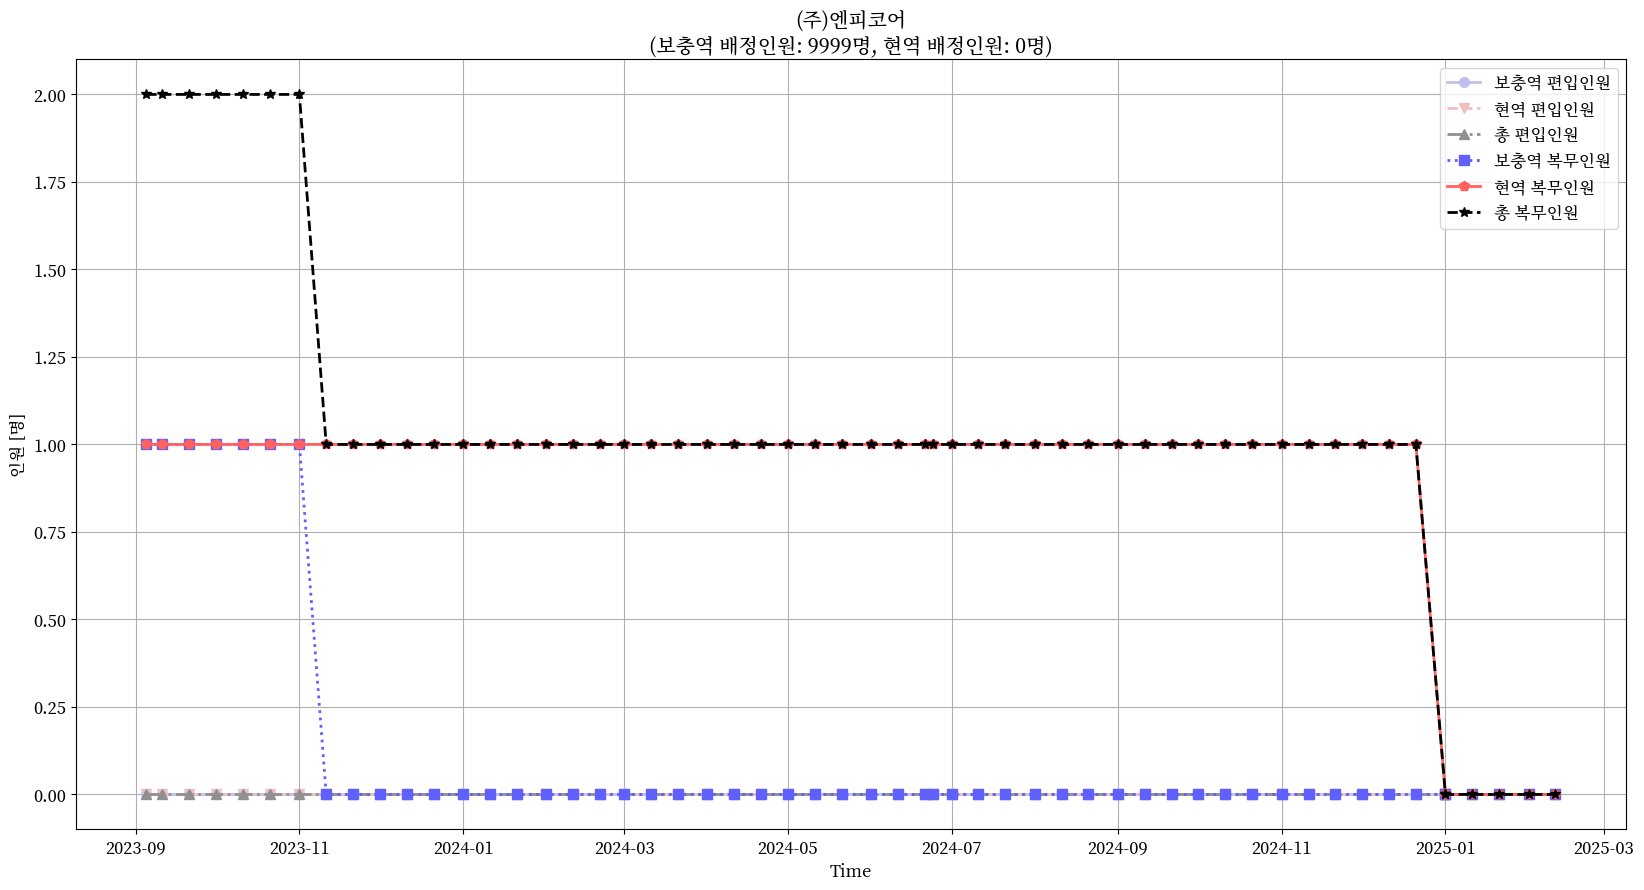 (주)엔피코어
(보충역 배정인원: 9999명, 현역 배정인원: 0명)
보충역 편입인원
현역 편입인원
총 편입인원
보충역 복무인원
현역 복무인원
총 복무인원
인원 [명]
2.00
1.75
1.50
1.25
1.00
0.75
0.50
0.25
0.00
2023-09
2023-11
2024-01
2024-03
2024-05
2024-07
2024-09
2024-11
2025-01
2025-03
Time